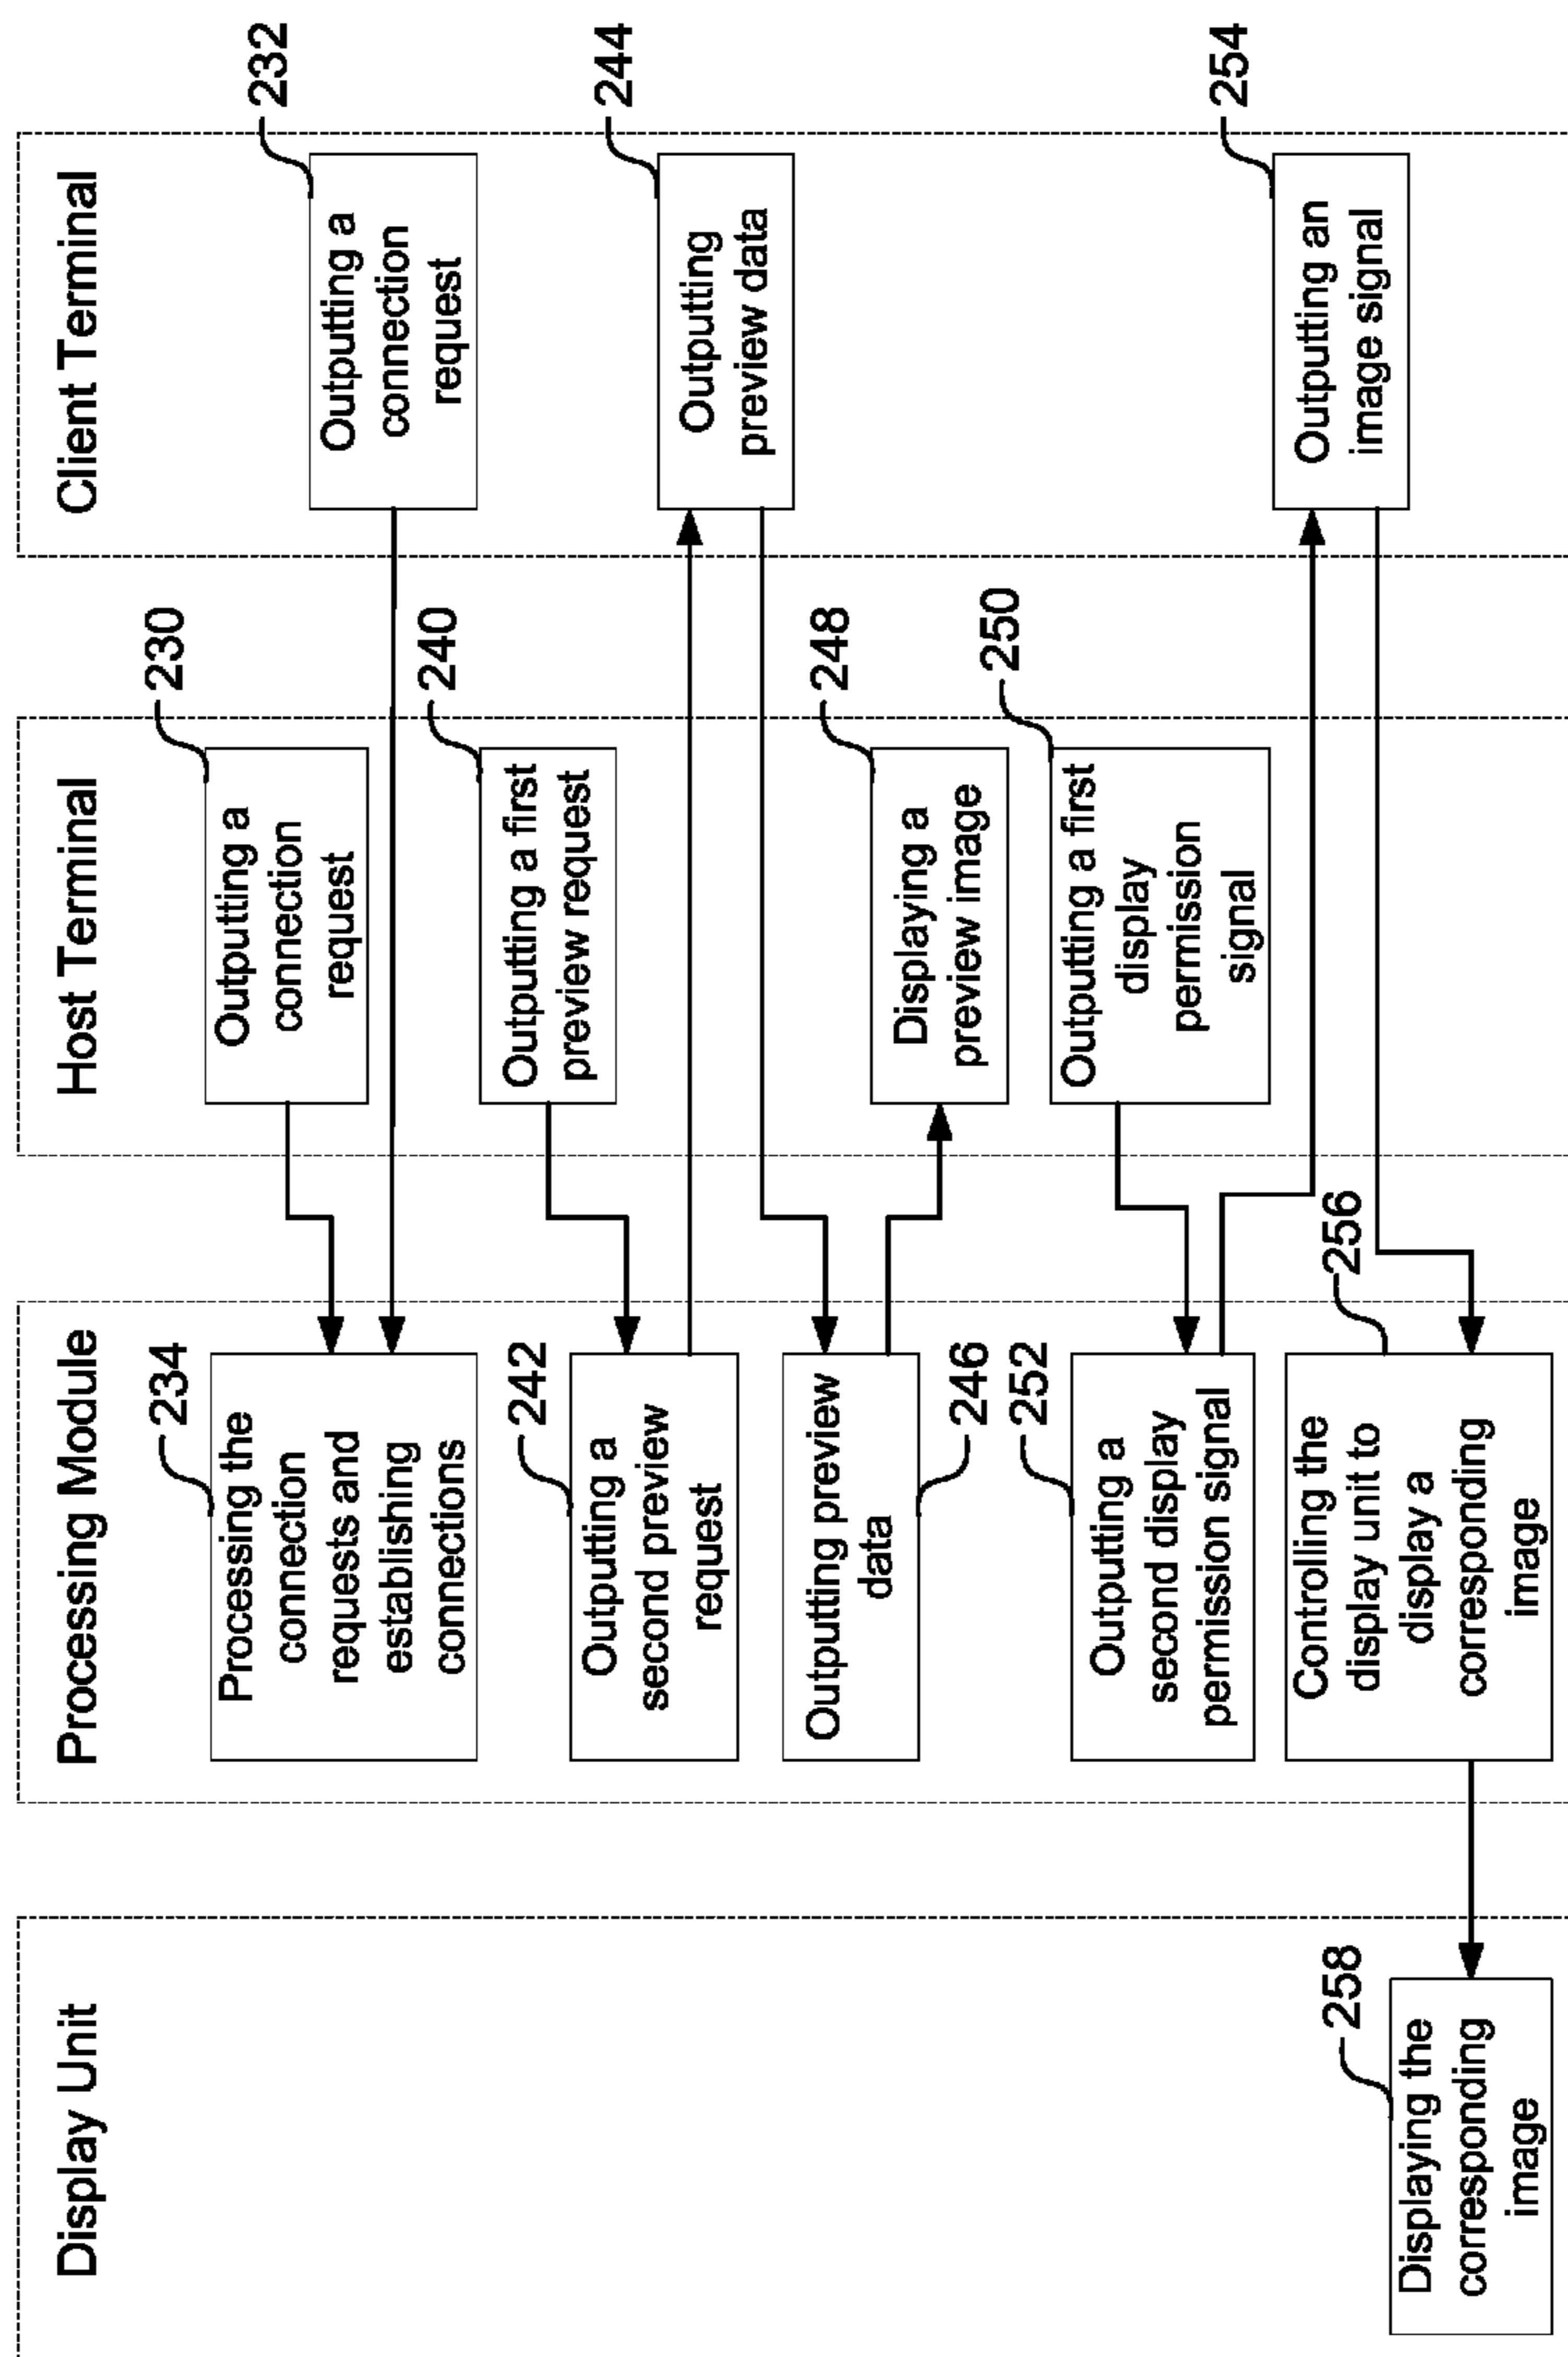 Display Unit
Processing Module
Host Terminal
Client Terminal
230
Outputting a
connection
request
232
Outputting a
connection
request
234
Processing the
connection
requests and
establishing
connections
240
Outputting a first
preview request
242
Outputting a
second preview
request
244
Outputting
preview data
Outputting preview
data
246
248
Displaying a
preview image
250
Outputting a first
display
permission
signal
252
Outputting a
second display
permission signal
254
Outputting an
image signal
256
Controlling the
display unit to
display a
corresponding
image
258
Displaying the
corresponding
image